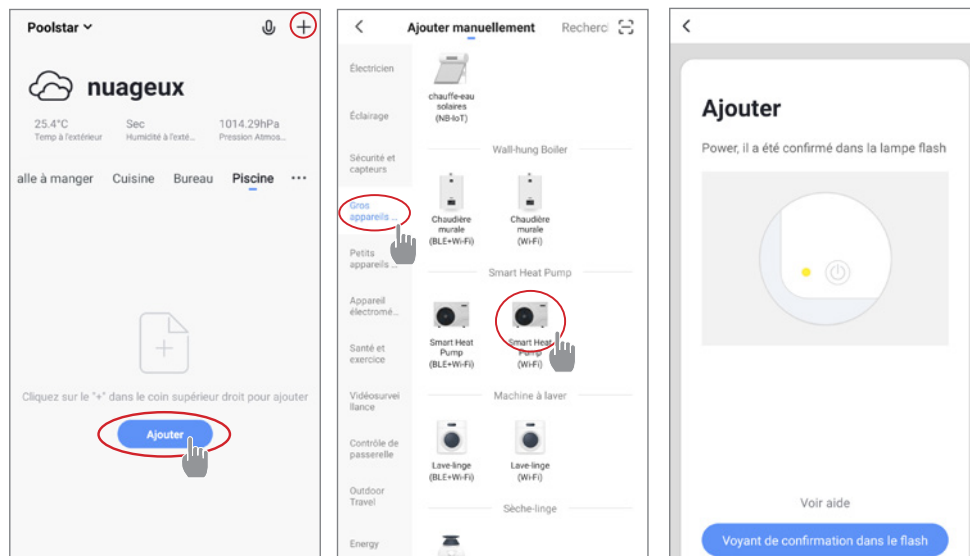 Poolstar
nuageux
25.4°C
Sec
1014.29hPa
Temp à l'extérieur
Humidité à l'exté...
Pression Atmos...
alle à manger
Cuisine
Bureau
Piscine
Cliquez sur le "+" dans le coin supérieur droit pour ajouter
Ajouter
Ajouter manuellement
Recherc
Électricien
Éclairage
Sécurité et
capteurs
Gros
appareils ...
Petits
appareils ...
Appareil
électromé...
Santé et
exercice
Vidéosurvei
llance
Contrôle de
passerelle
Outdoor
Travel
Energy
chauffe-eau
solaires
(NB-IoT)
Wall-hung Boiler
Chaudière
murale
(BLE+Wi-Fi)
Chaudière
murale
(Wi-Fi)
Smart Heat Pump
Smart Heat
Pump
(BLE+Wi-Fi)
Smart Heat
Pump
(Wi-Fi)
Machine à laver
Lave-linge
(BLE+Wi-Fi)
Lave-linge
(Wi-Fi)
Sèche-linge
Ajouter
Power, il a été confirmé dans la lampe flash
Voir aide
Voyant de confirmation dans le flash